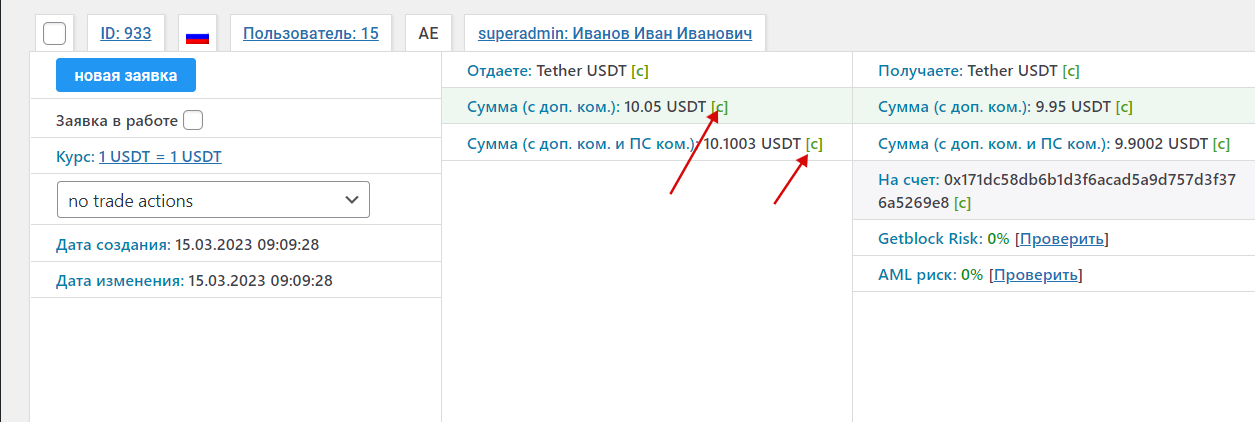 ID: 933
Пользователь: 15
AE
superadmin: Иванов Иван Иванович
новая заявка
Заявка в работе
Курс: 1 USDT = 1 USDT
no trade actions
Дата создания: 15.03.2023 09:09:28
Дата изменения: 15.03.2023 09:09:28
Отдаете: Tether USDT [c]
Сумма (с доп. ком.): 10.05 USDT [c]
Сумма (с доп. ком. и ПС ком.): 10.1003 USDT [c]
Получаете: Tether USDT [c]
Сумма (с доп. ком.): 9.95 USDT [c]
Сумма (с доп. ком. и ПС ком.): 9.9002 USDT [c]
На счет: 0x171dc58db6b1d3f6acad5a9d757d3f37
6a5269e8 [c]
Getblock Risk: 0% [Проверить]
AML риск: 0% [Проверить]